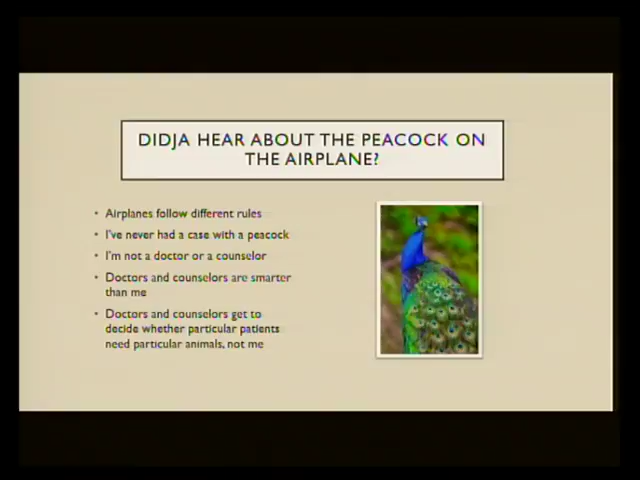 DIDJA HEAR ABOUT THE PEACOCK ON
THE AIRPLANE?
• Airplanes follow different rules
• I've never had a case with a peacock
• I'm not a doctor or a counselor
• Doctors and counselors are smarter
than me
• Doctors and counselors get to
decide whether particular patients
need particular animals, not me